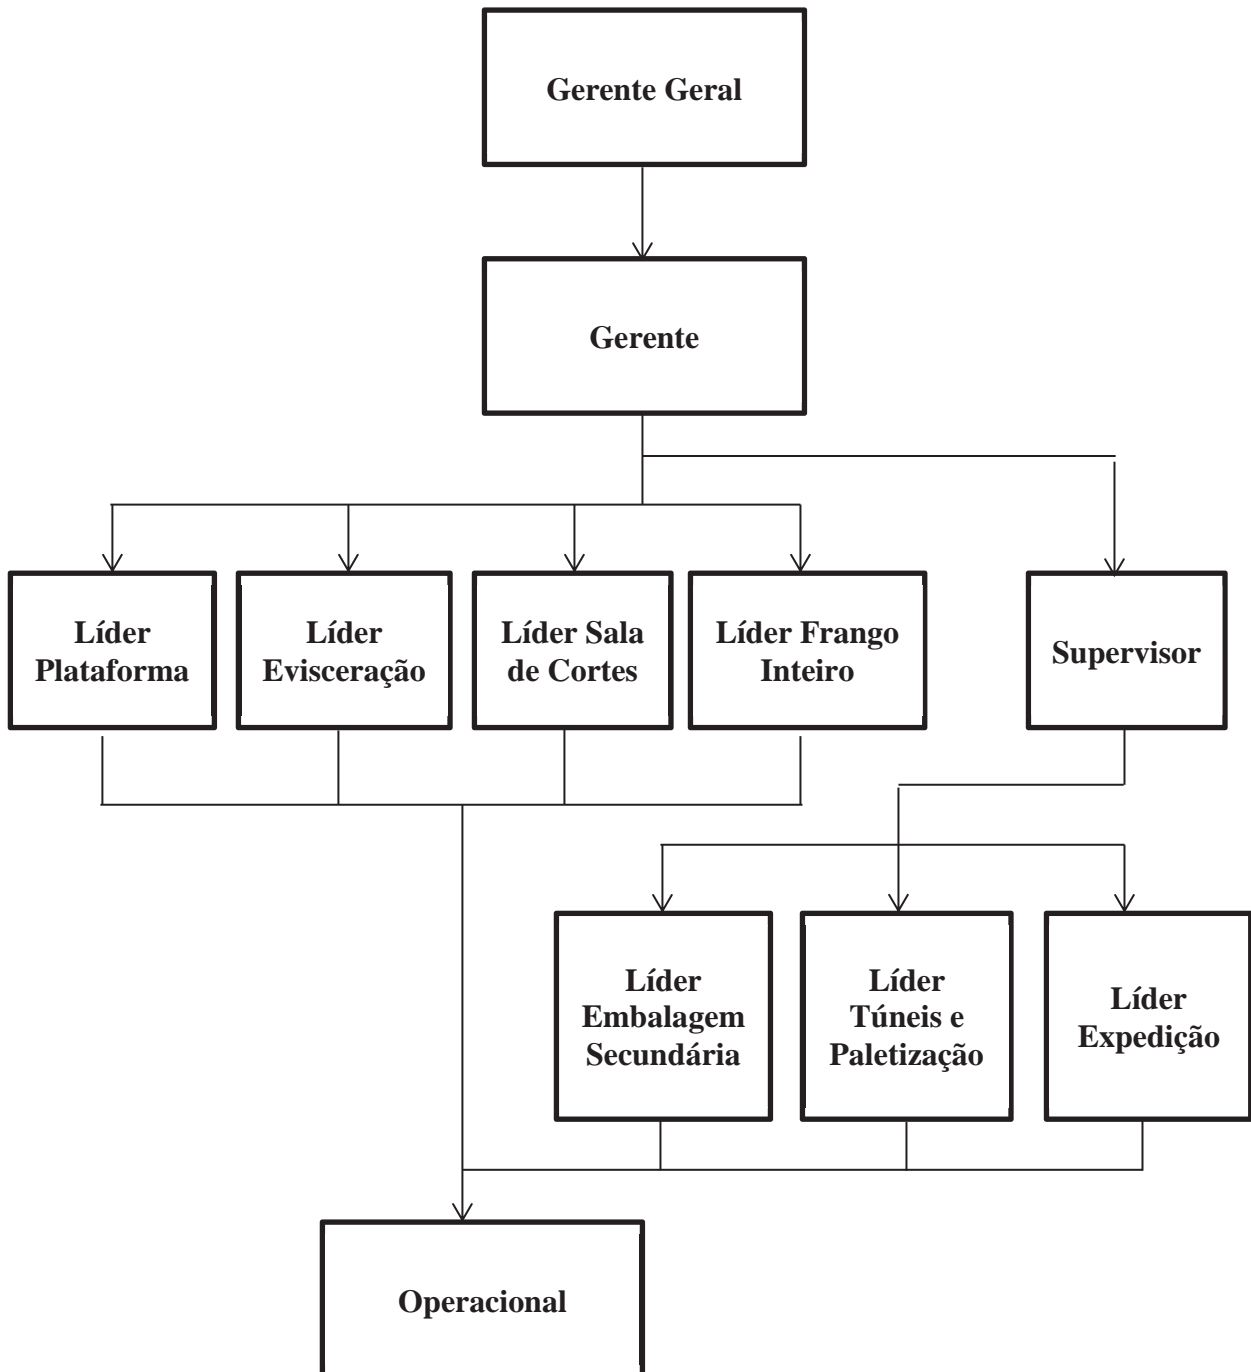 Gerente Geral
Gerente
Líder
Plataforma
Líder
Evisceração
Líder Sala
de Cortes
Líder Frango
Inteiro
Supervisor
Líder
Embalagem
Secundária
Líder
Túneis e
Paletização
Líder
Expedição
Operacional